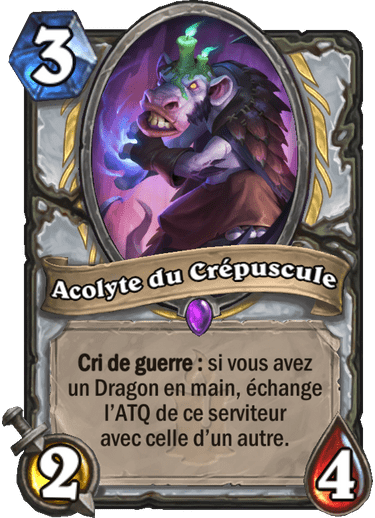 3
Acolyte du Crépuscule
Cri de guerre : si vous avez
un Dragon en main, échange
l'ATQ de ce serviteur
avec celle d'un autre.
2
4